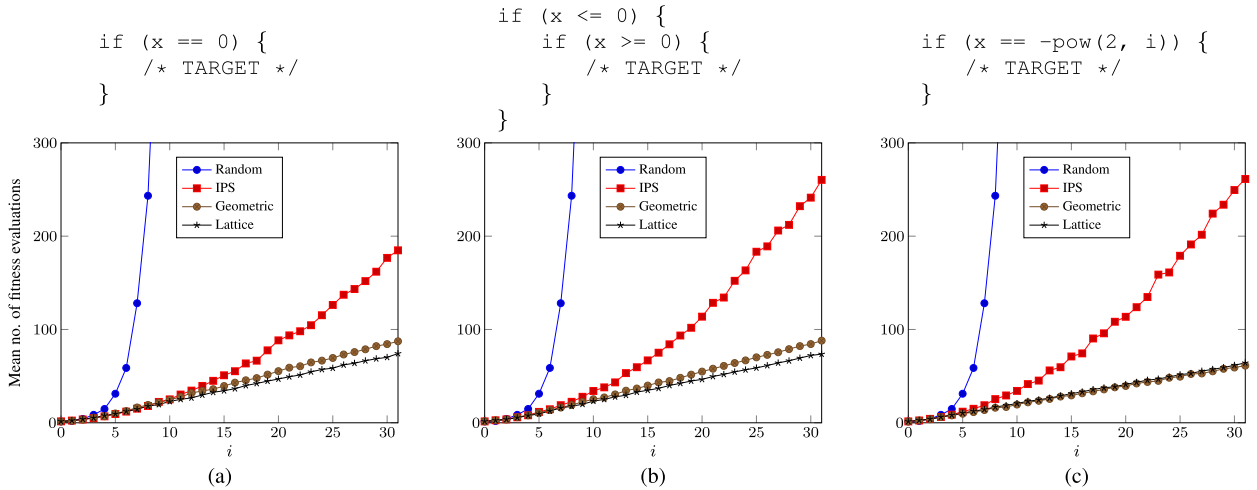 if (x == 0) {
/* TARGET */
}
if (x <= 0) {
if (x >= 0) {
/* TARGET */
}
}
if (x == -pow(2, i)) {
/* TARGET */
}
Mean no. of fitness evaluations
300
200
100
0
Random
IPS
Geometric
Lattice
0 5 10 15 20 25 30
i
(a)
300
200
100
0
Random
IPS
Geometric
Lattice
0 5 10 15 20 25 30
i
(b)
300
200
100
0
Random
IPS
Geometric
Lattice
0 5 10 15 20 25 30
i
(c)